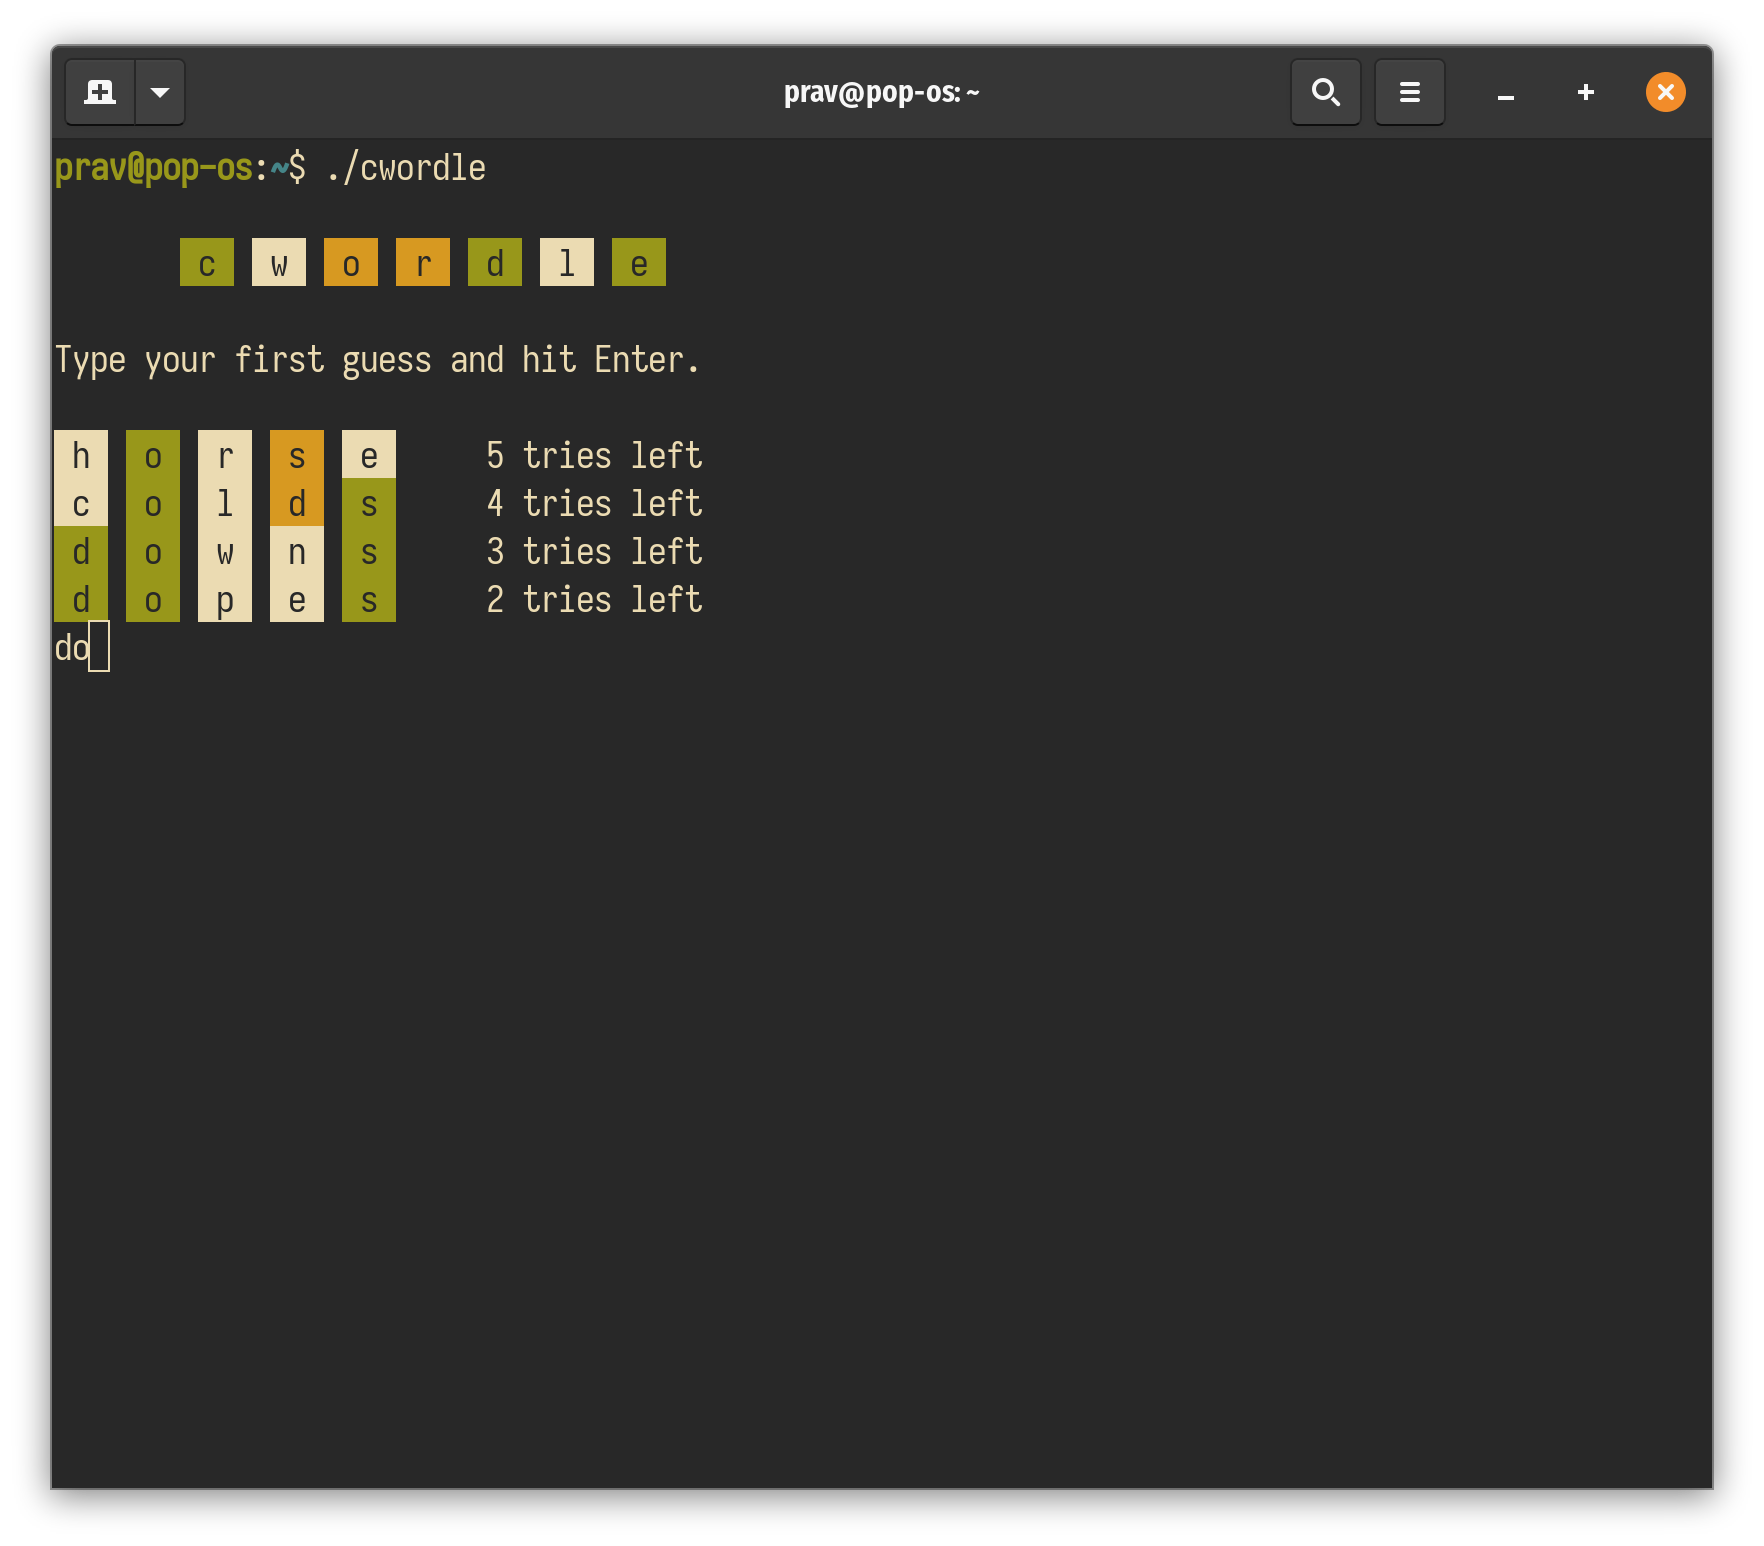 prav@pop-os: ~
prav@pop-os:~$ ./cwordle
c w o r d l e
Type your first guess and hit Enter.
h o r s e 5 tries left
c o l d s 4 tries left
d o w n s 3 tries left
d o p e s 2 tries left
do